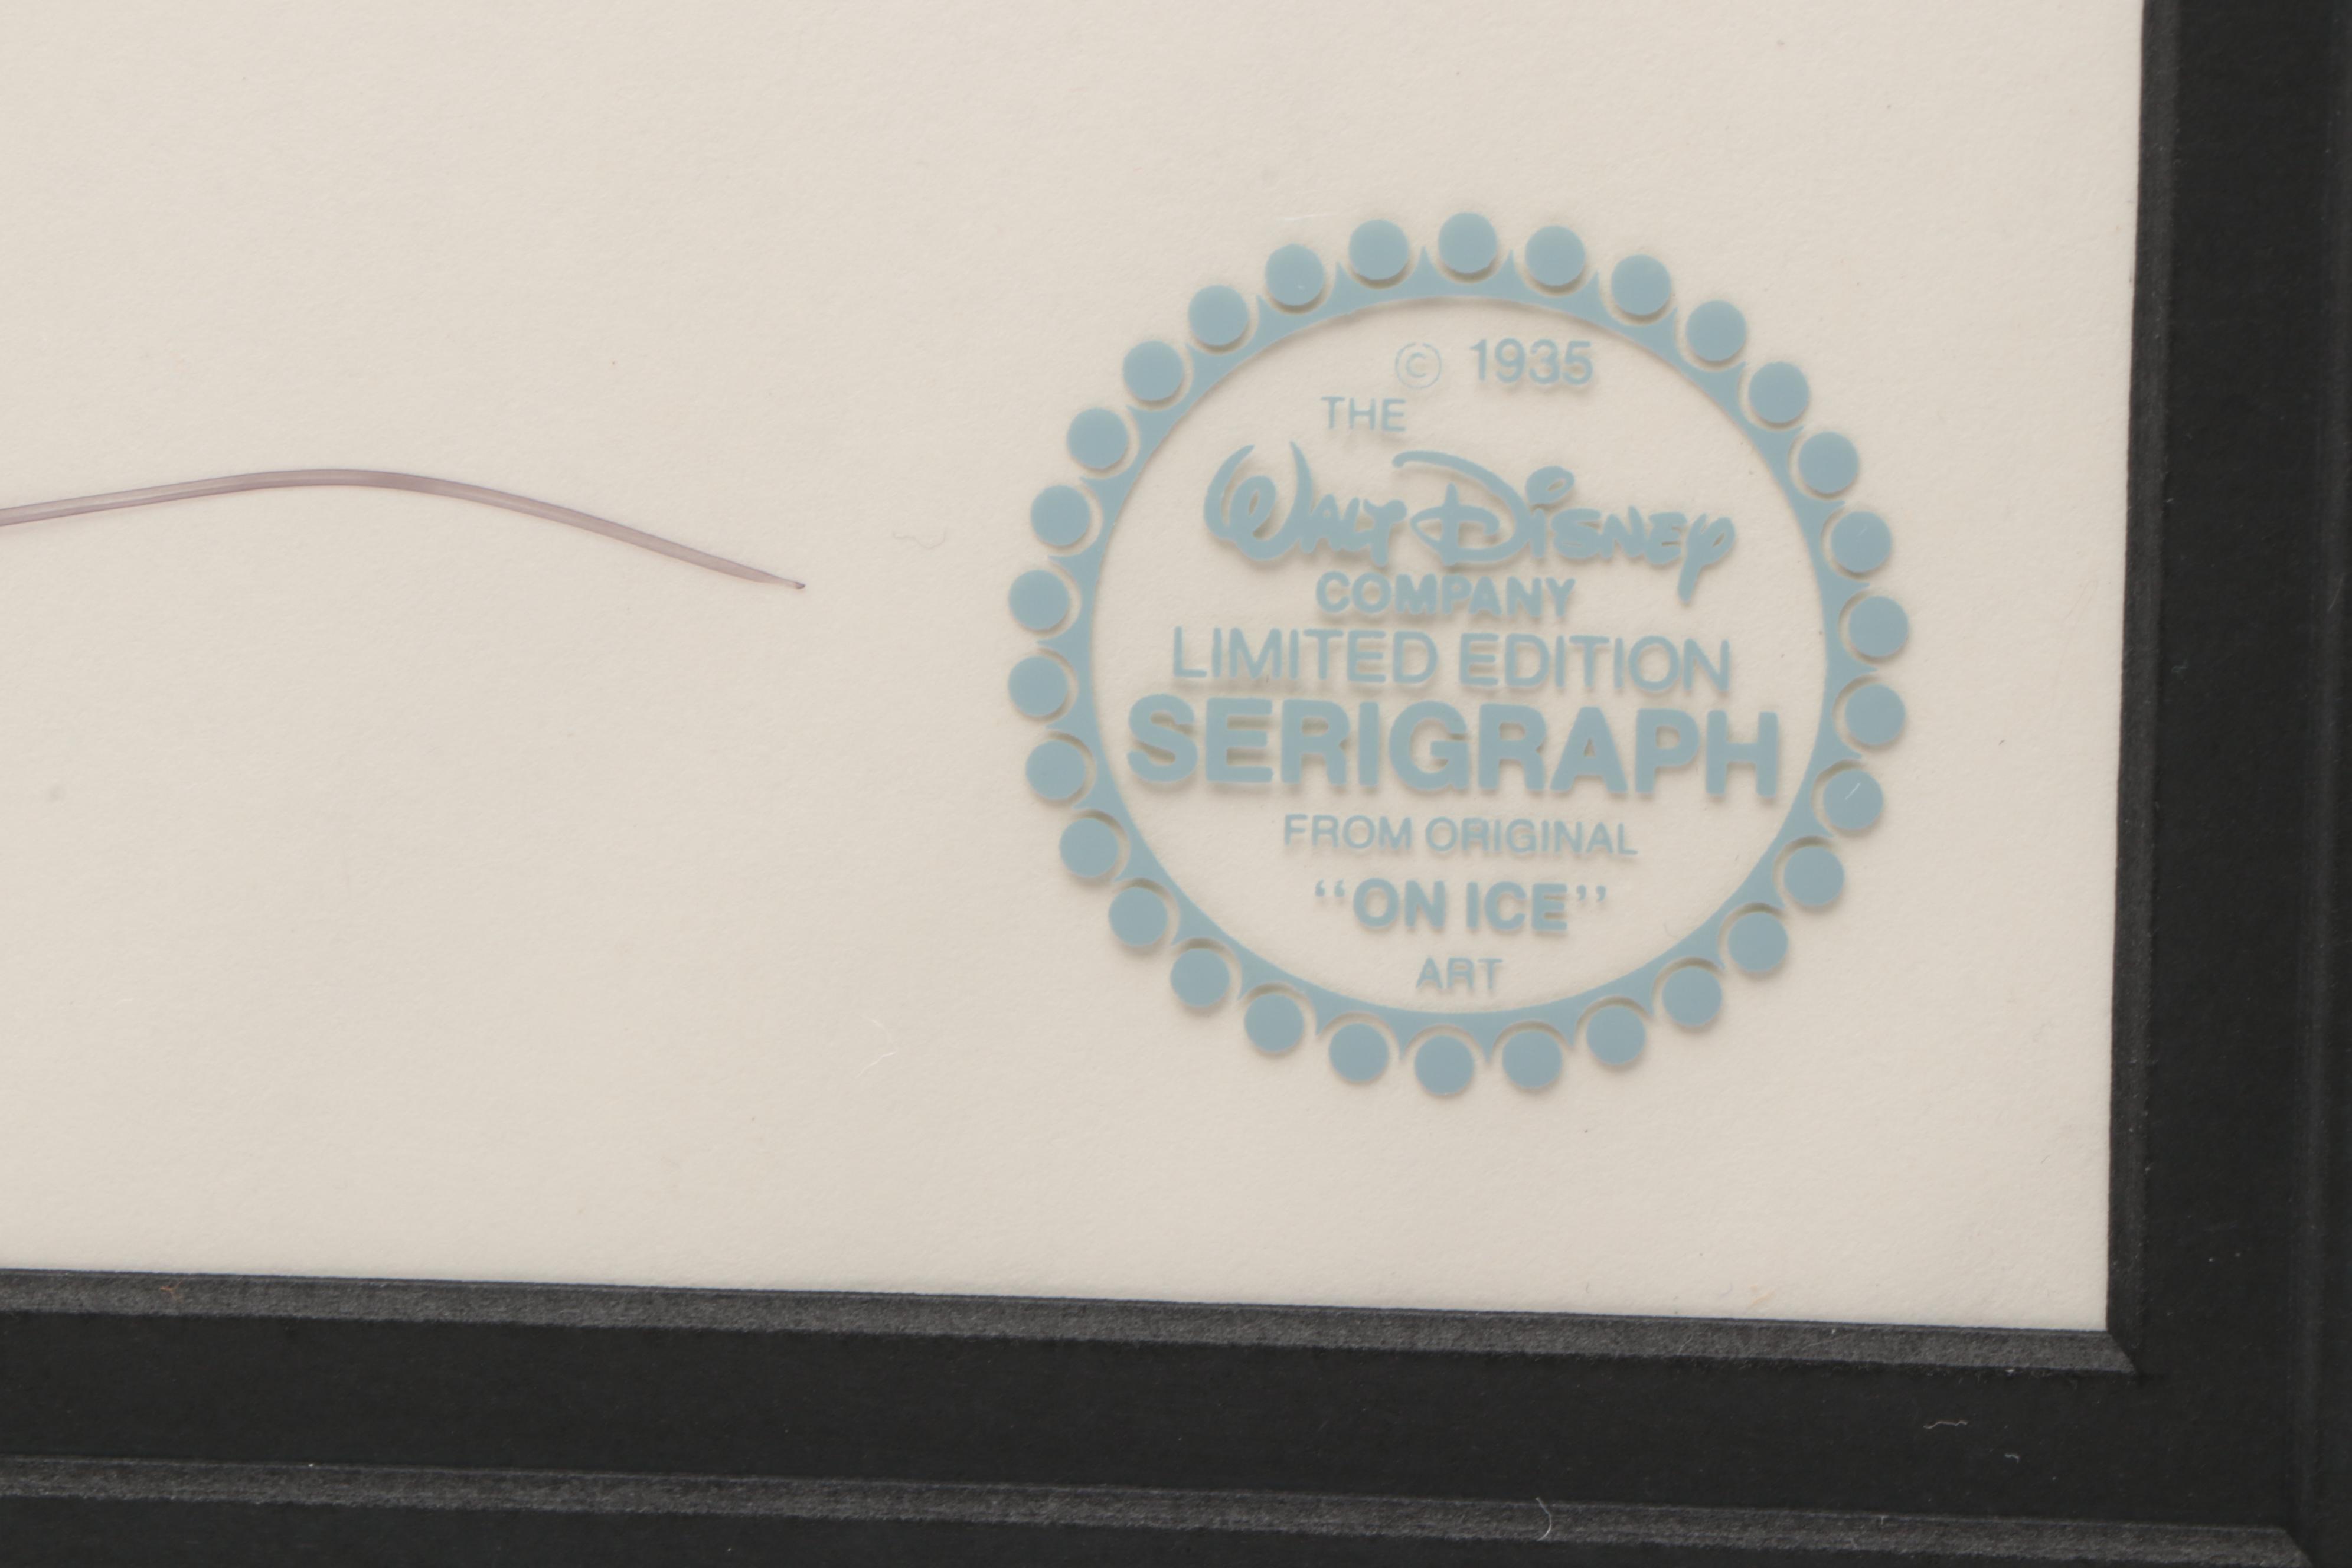 © 1935
THE
WALT DISNEY
COMPANY
LIMITED EDITION
SERIGRAPH
FROM ORIGINAL
“ON ICE”
ART